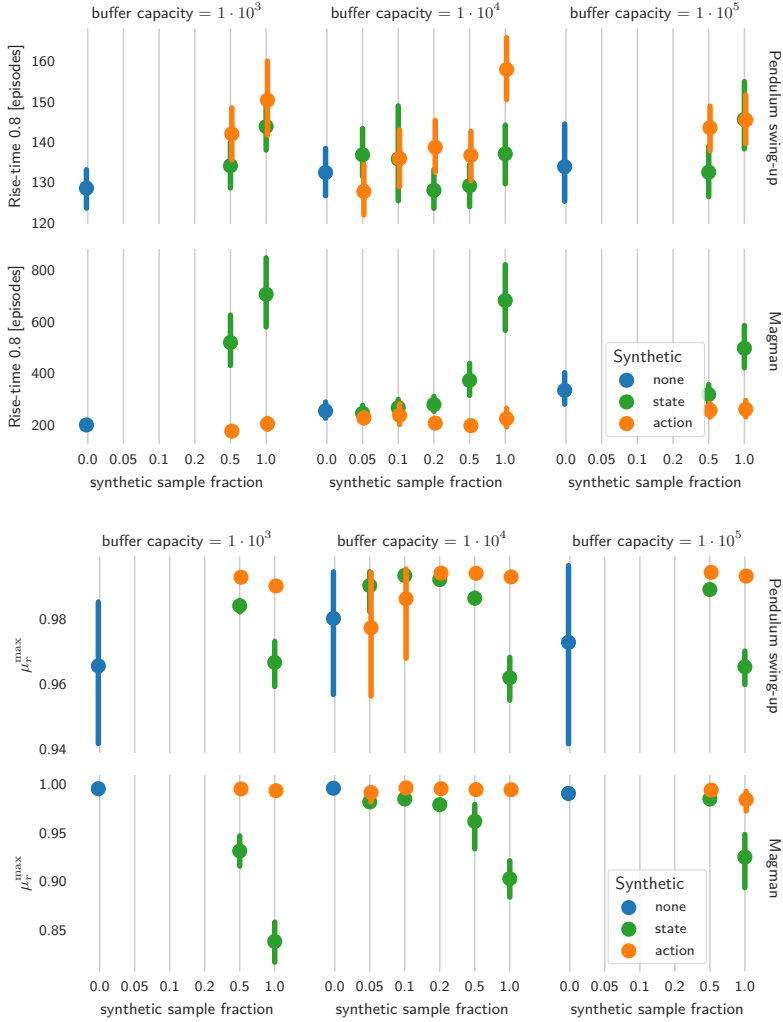 buffer capacity = 1 · 10³ buffer capacity = 1 · 10⁴ buffer capacity = 1 · 10⁵
Rise-time 0.8 [episodes]
160
150
140
130
120
Pendulum swing-up
Rise-time 0.8 [episodes]
800
600
400
200
Magman
Synthetic
none
state
action
0.0 0.05 0.1 0.2 0.5 1.0 0.0 0.05 0.1 0.2 0.5 1.0 0.0 0.05 0.1 0.2 0.5 1.0
synthetic sample fraction synthetic sample fraction synthetic sample fraction
buffer capacity = 1 · 10³ buffer capacity = 1 · 10⁴ buffer capacity = 1 · 10⁵
μᵣᵐᵃˣ
0.98
0.96
0.94
Pendulum swing-up
μᵣᵐᵃˣ
1.00
0.95
0.90
0.85
Magman
Synthetic
none
state
action
0.0 0.05 0.1 0.2 0.5 1.0 0.0 0.05 0.1 0.2 0.5 1.0 0.0 0.05 0.1 0.2 0.5 1.0
synthetic sample fraction synthetic sample fraction synthetic sample fraction